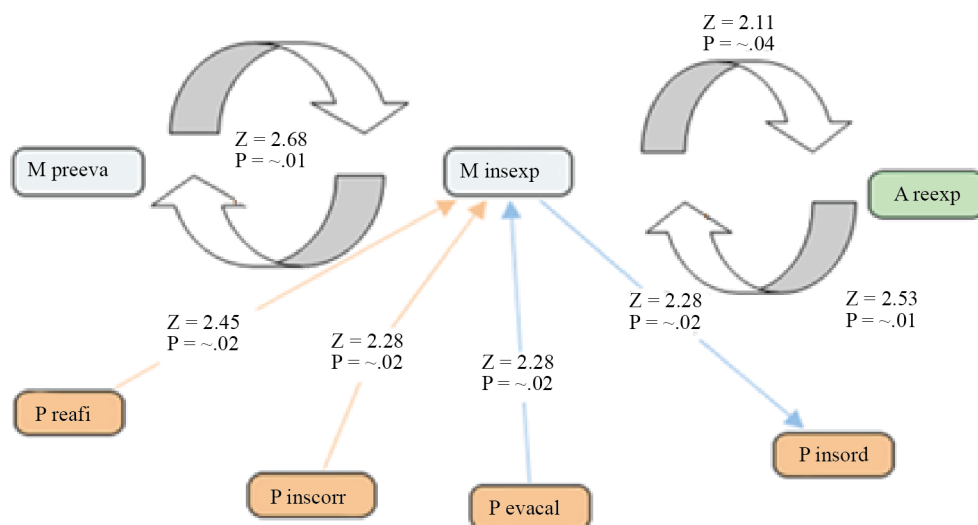 Z = 2.11
P = ~.04
Z = 2.68
P = ~.01
M preeva
M insexp
A reexp
Z = 2.45
P = ~.02
Z = 2.28
P = ~.02
Z = 2.28
P = ~.02
Z = 2.28
P = ~.02
Z = 2.53
P = ~.01
P reafi
P inscorr
P evacal
P insord